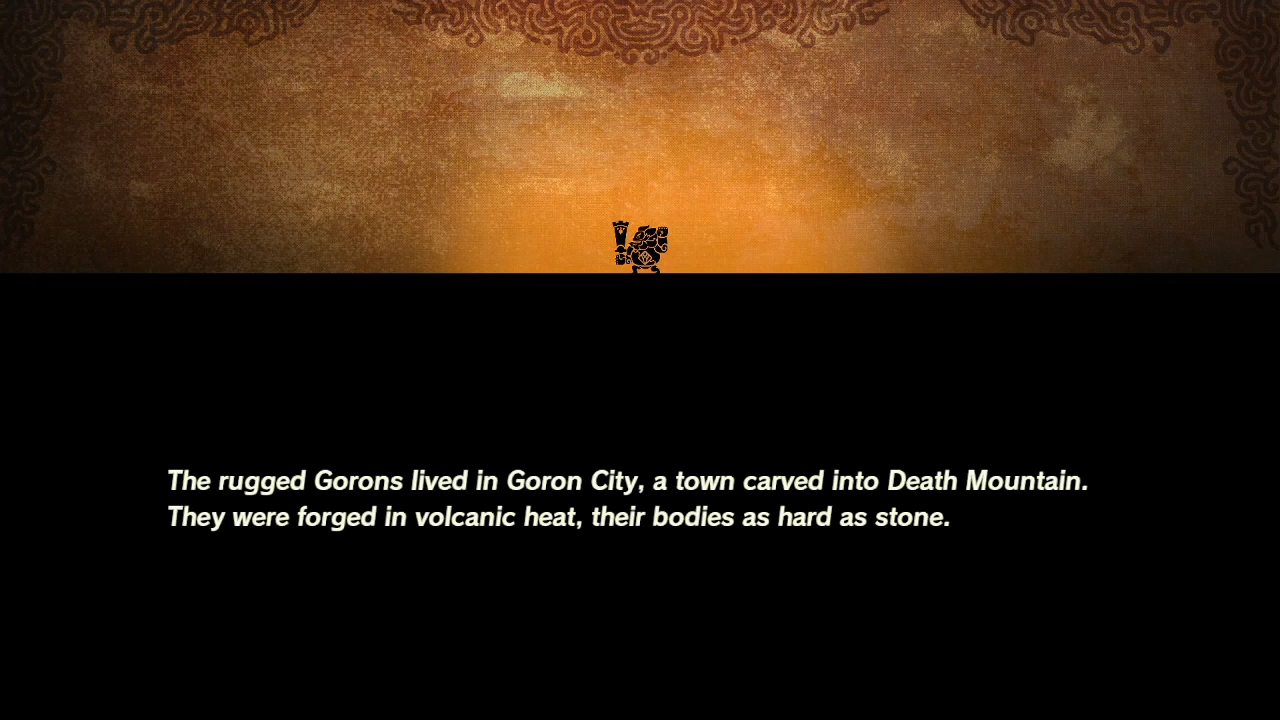 The rugged Gorons lived in Goron City, a town carved into Death Mountain.
They were forged in volcanic heat, their bodies as hard as stone.